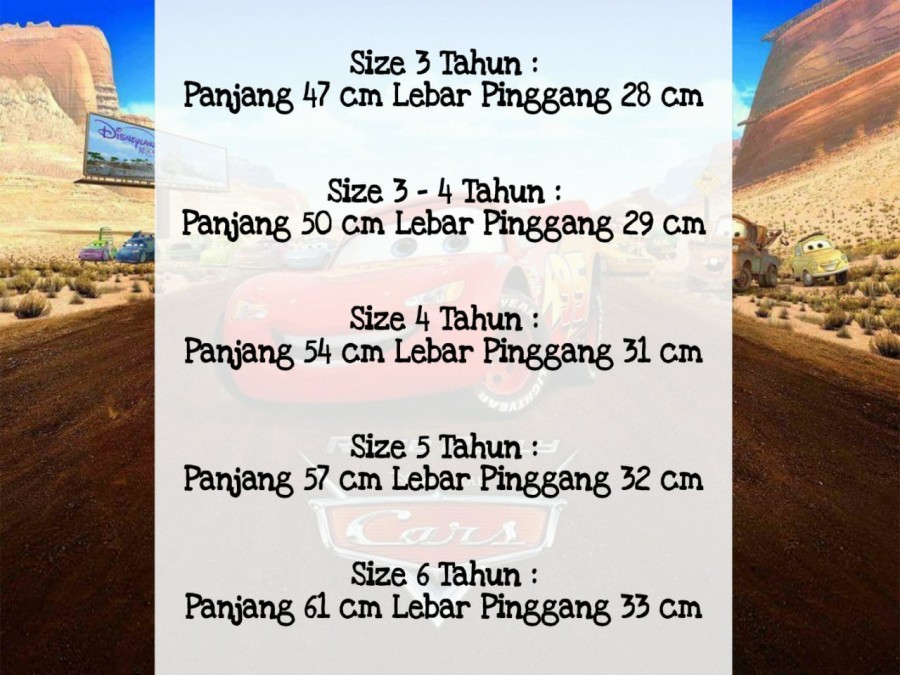 Size 3 Tahun :
Panjang 47 cm Lebar Pinggang 28 cm
Size 3 - 4 Tahun :
Panjang 50 cm Lebar Pinggang 29 cm
Size 4 Tahun :
Panjang 54 cm Lebar Pinggang 31 cm
Size 5 Tahun :
Panjang 57 cm Lebar Pinggang 32 cm
Cars
Size 6 Tahun :
Panjang 61 cm Lebar Pinggang 33 cm
Disneyland